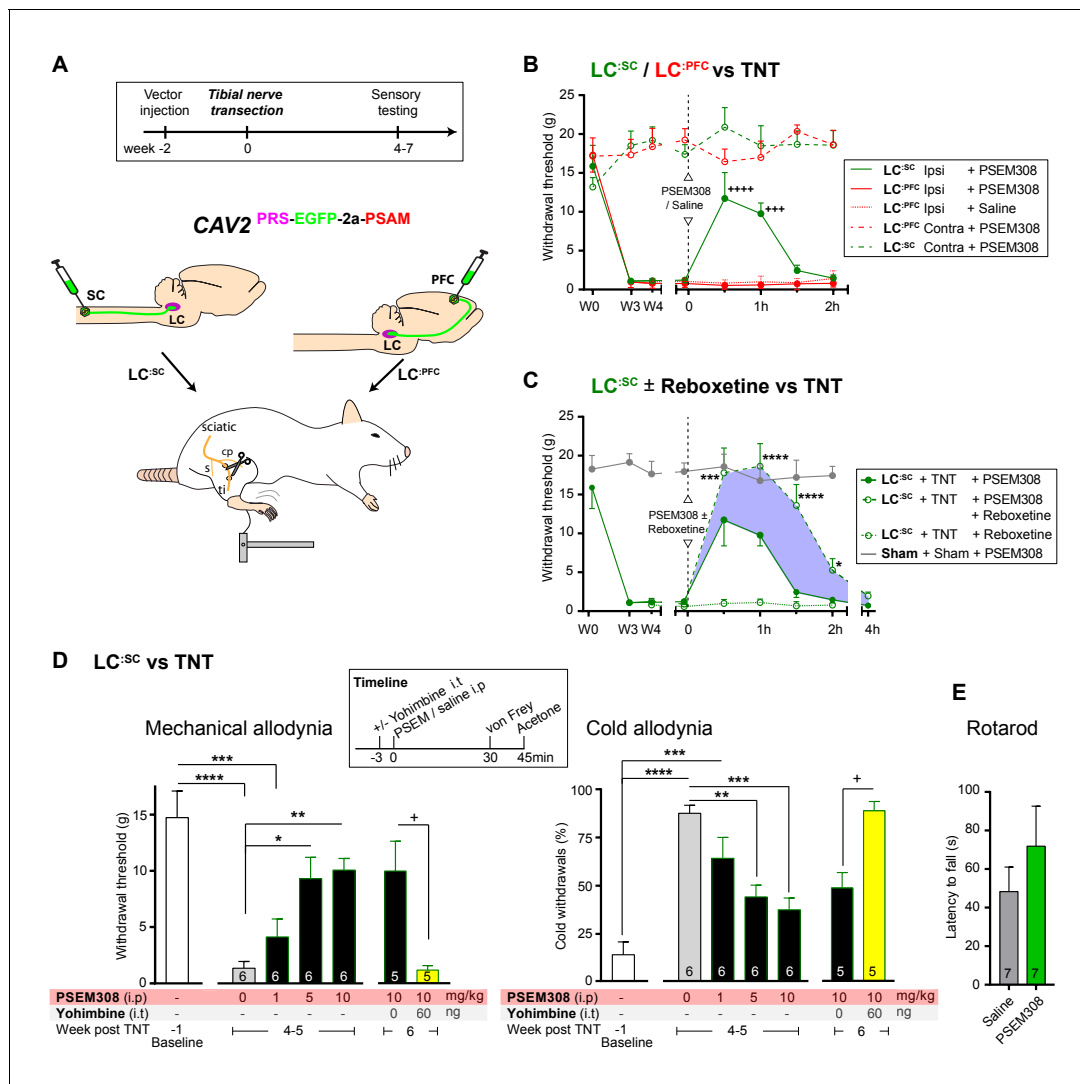 A
Vector injection
Tibial nerve transection
Sensory testing
week -2 0 4-7
CAV2 PRS-EGFP-2a-PSAM
SC
LC
PFC
LC
LC:SC
LC:PFC
sciatic
cp
s
ti
B
LC:SC / LC:PFC vs TNT
Withdrawal threshold (g)
25
20
15
10
5
0
PSEM308 / Saline
++++
+++
W0 W3 W4 0 1h 2h
LC:SC Ipsi + PSEM308
LC:PFC Ipsi + PSEM308
LC:PFC Ipsi + Saline
LC:PFC Contra + PSEM308
LC:SC Contra + PSEM308
C
LC:SC ± Reboxetine vs TNT
Withdrawal threshold (g)
25
20
15
10
5
0
PSEM308 ± Reboxetine
***
****
****
*
W0 W3 W4 0 1h 2h 4h
LC:SC + TNT + PSEM308
LC:SC + TNT + PSEM308
+ Reboxetine
LC:SC + TNT + Reboxetine
Sham + Sham + PSEM308
D LC:SC vs TNT
Timeline
+/- Yohimbine i.t
PSEM / saline i.p
von Frey
Acetone
-3 0 30 45min
Mechanical allodynia
Withdrawal threshold (g)
15
10
5
0
****
***
*
**
+
6 6 6 6 5 5
PSEM308 (i.p) - 0 1 5 10 10 10 mg/kg
Yohimbine (i.t) - - - - - 0 60 ng
Week post TNT -1 4-5 6
Baseline
Cold allodynia
Cold withdrawals (%)
100
75
50
25
0
****
***
**
***
+
6 6 6 6 5 5
PSEM308 (i.p) - 0 1 5 10 10 10 mg/kg
Yohimbine (i.t) - - - - - 0 60 ng
Week post TNT -1 4-5 6
Baseline
E
Rotarod
Latency to fall (s)
100
80
60
40
20
0
7 7
Saline
PSEM308